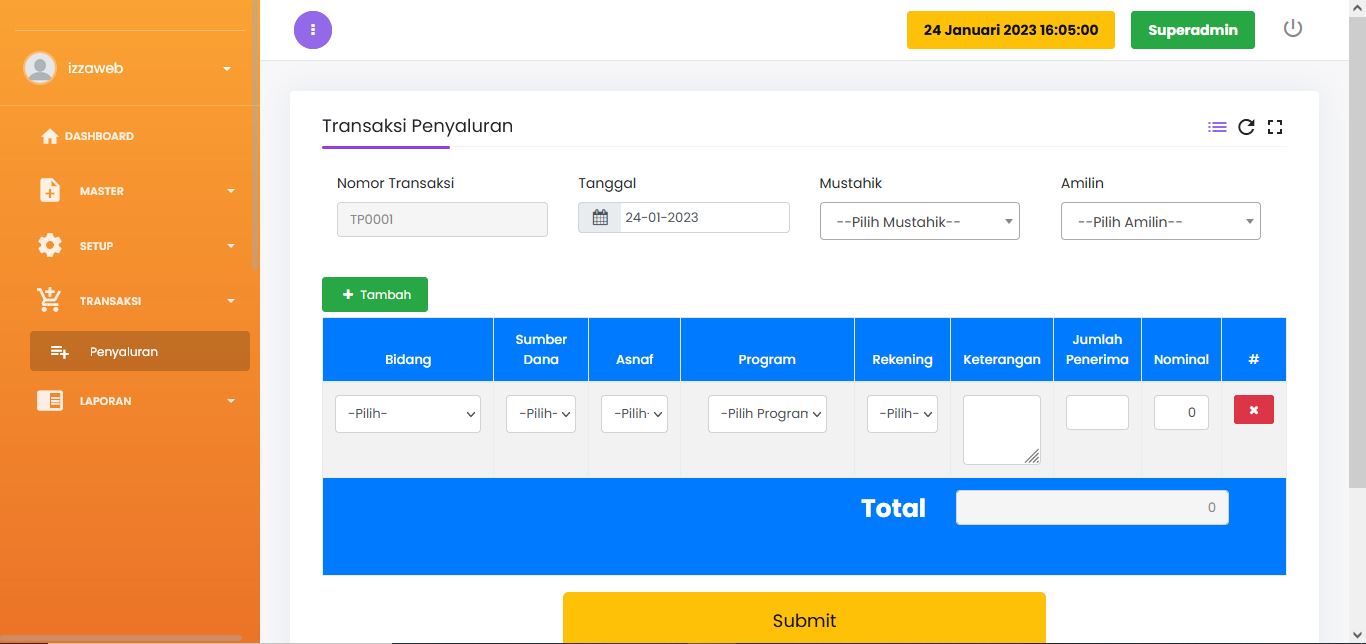 24 Januari 2023 16:05:00
Superadmin
izzaweb
DASHBOARD
MASTER
SETUP
TRANSAKSI
Penyaluran
LAPORAN
Transaksi Penyaluran
Nomor Transaksi
TP0001
Tanggal
24-01-2023
Mustahik
--Pilih Mustahik--
Amilin
--Pilih Amilin--
+ Tambah
Bidang
Sumber
Dana
Asnaf
Program
Rekening
Keterangan
Jumlah
Penerima
Nominal
#
-Pilih-
-Pilih-
-Pilih-
-Pilih Program
-Pilih-
0
Total
0
Submit